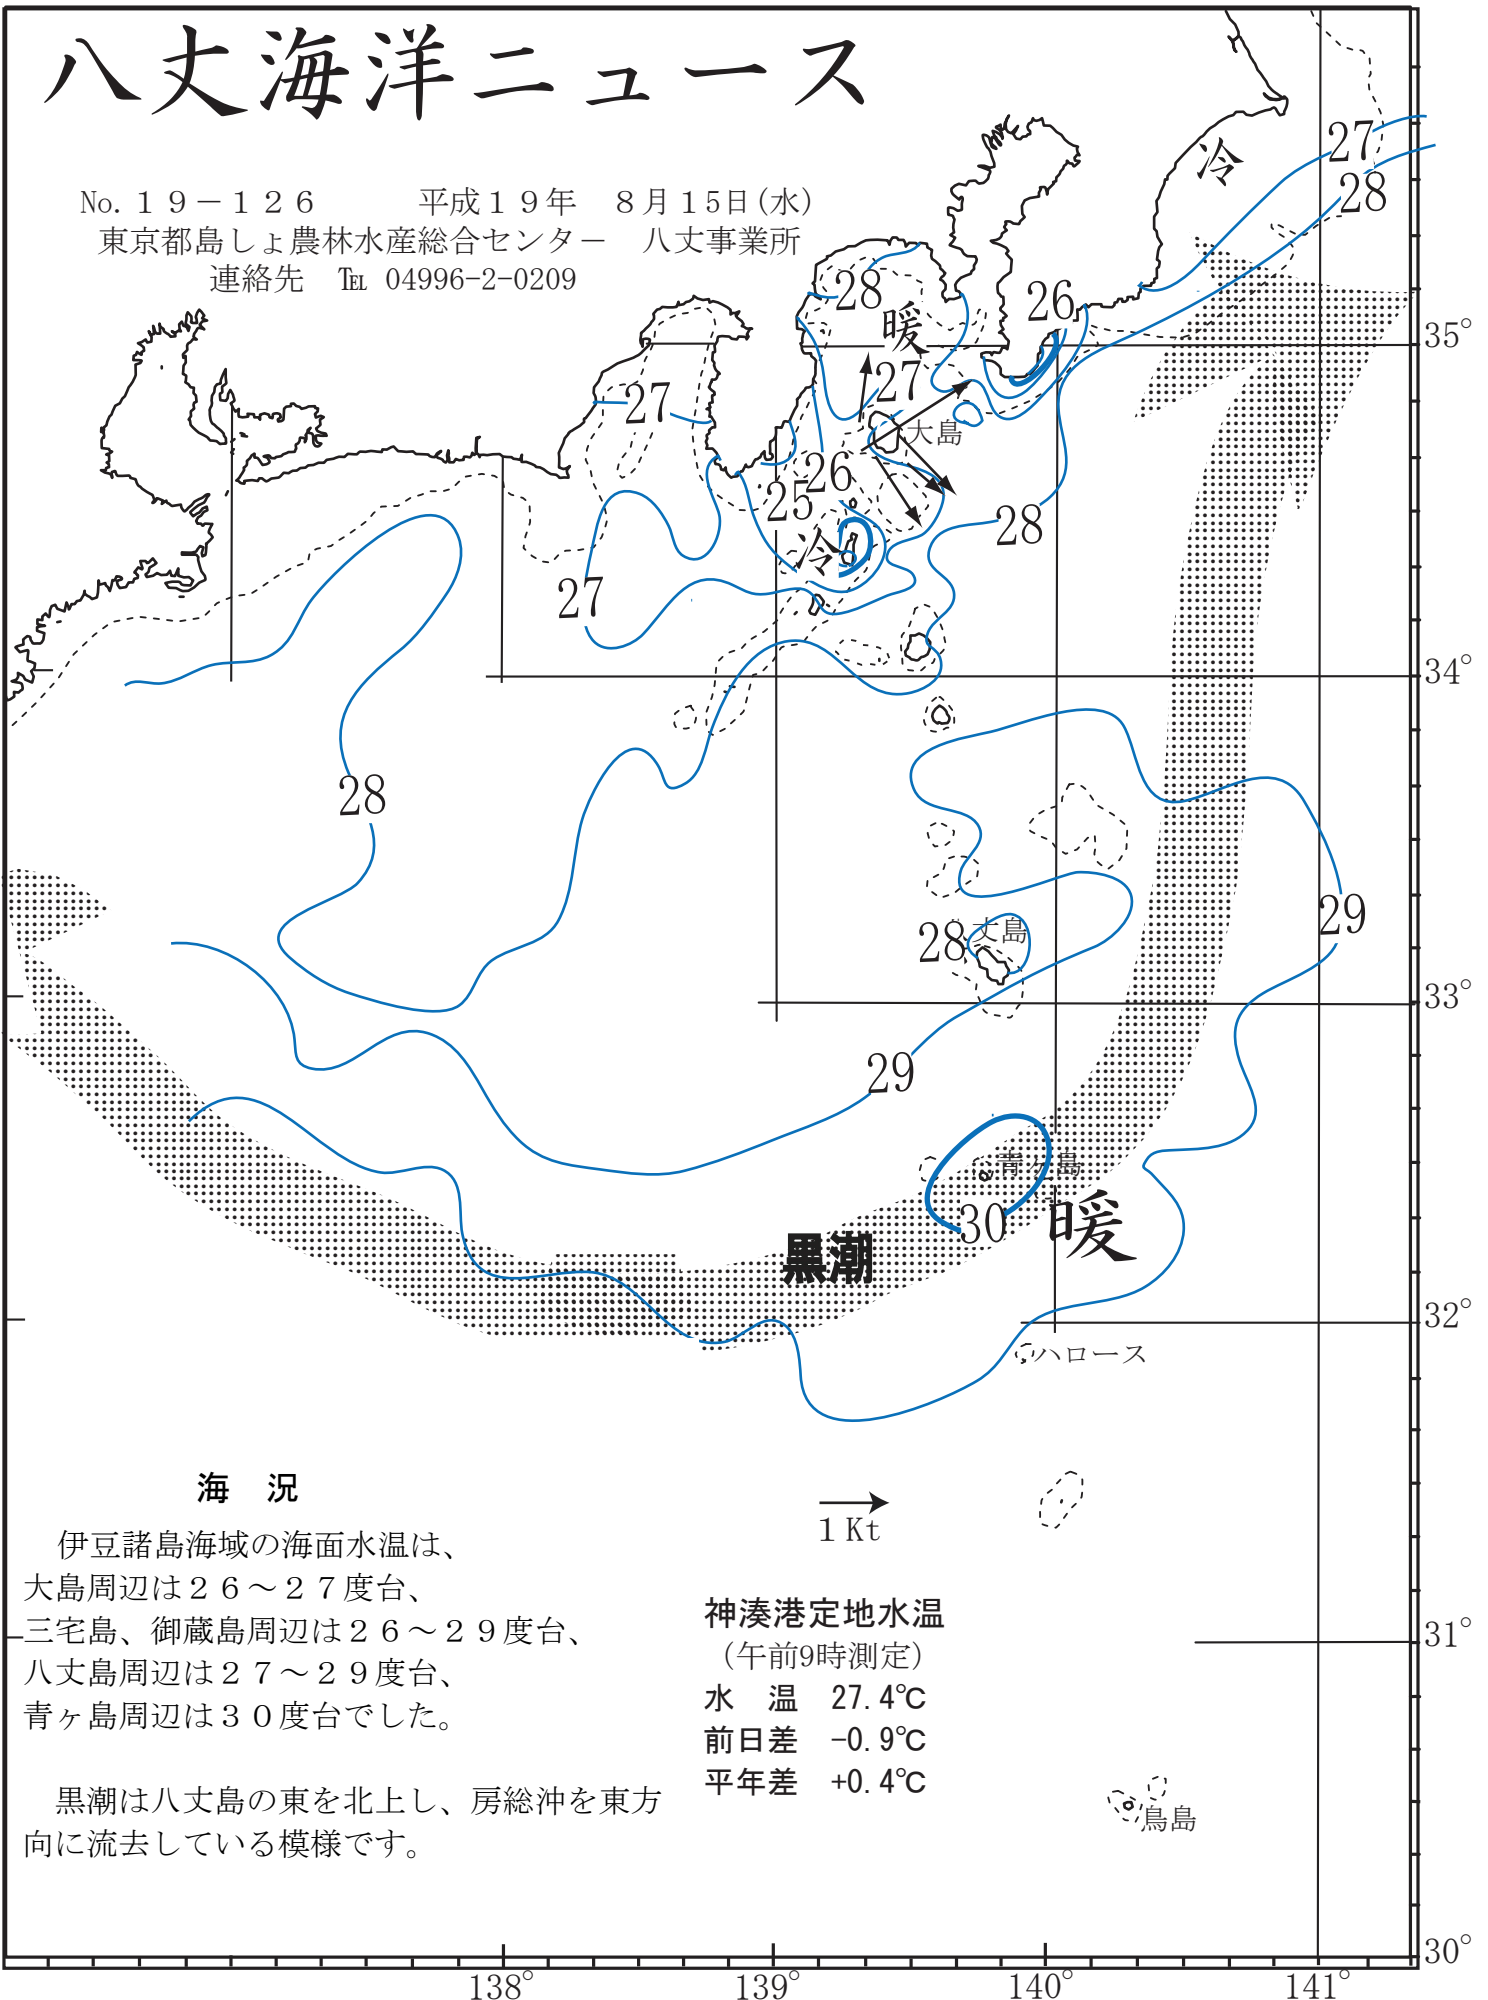 八丈海洋ニュース
No.１９－１２６　平成１９年　８月１5日(水)
東京都島しょ農林水産総合センター　八丈事業所
連絡先　℡ 04996-2-0209
冷
27
28
28
暖
26
35°
27
27
大島
26
25
28
冷
27
34°
28
29
28
八丈島
33°
29
青ヶ島
30
暖
黒潮
32°
ハロース
海　況
1 Kt
伊豆諸島海域の海面水温は、
大島周辺は２６～２７度台、
三宅島、御蔵島周辺は２６～２９度台、
八丈島周辺は２７～２９度台、
青ヶ島周辺は３０度台でした。
黒潮は八丈島の東を北上し、房総沖を東方
向に流去している模様です。
神湊港定地水温
（午前9時測定）
水　温　27.4℃
前日差　-0.9℃
平年差　+0.4℃
31°
鳥島
30°
138°　139°　140°　141°